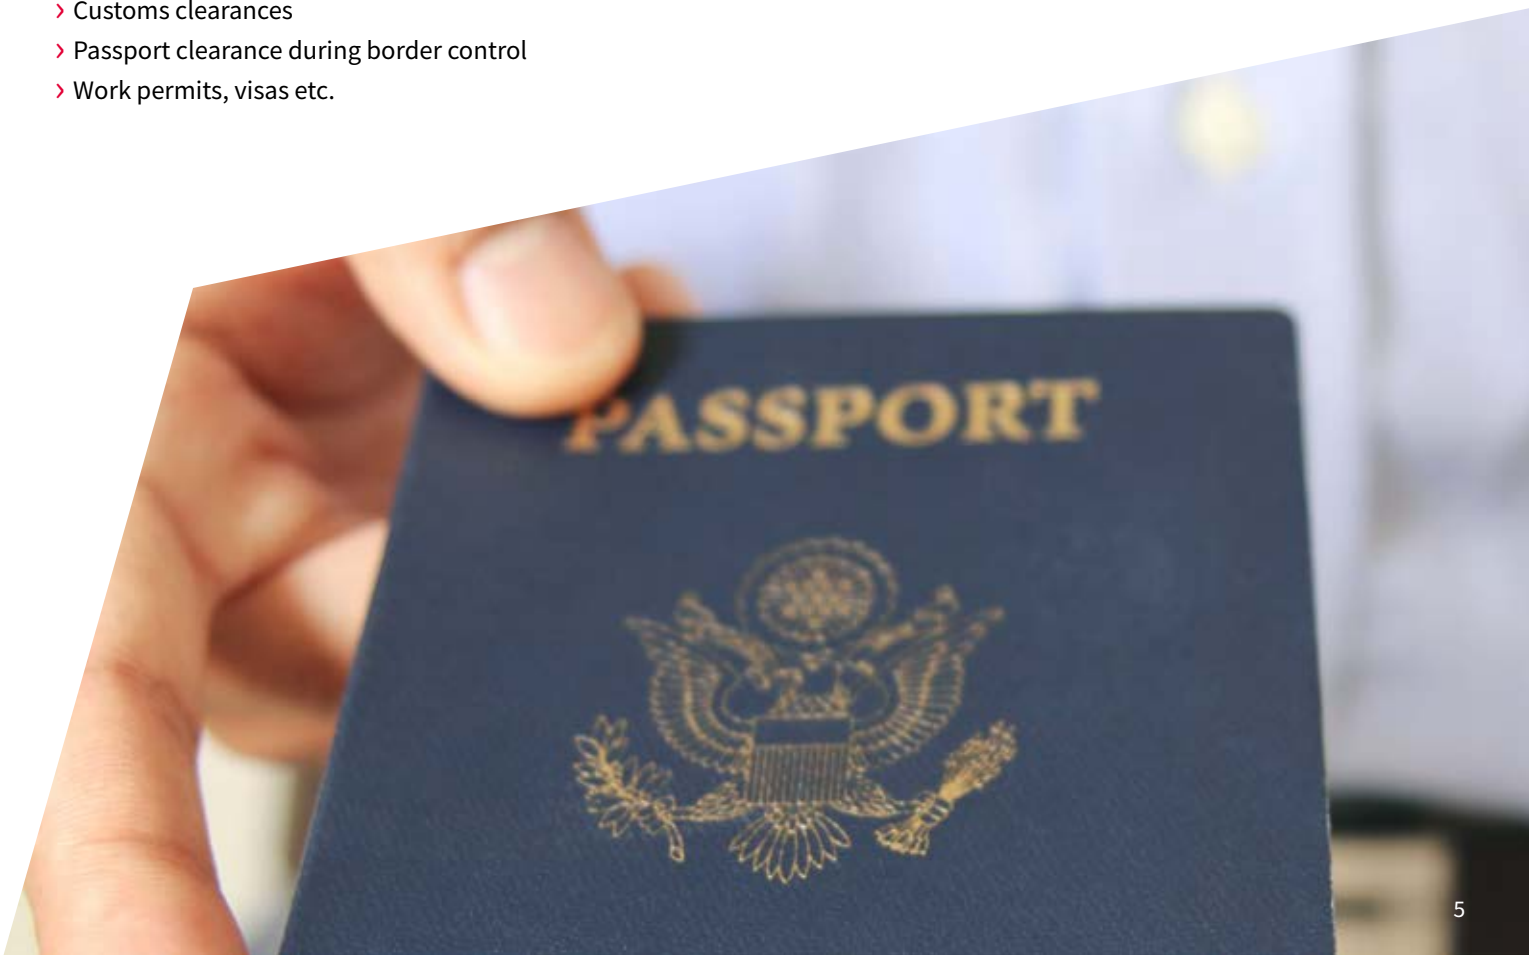 › Customs clearances
› Passport clearance during border control
› Work permits, visas etc.
PASSPORT
5